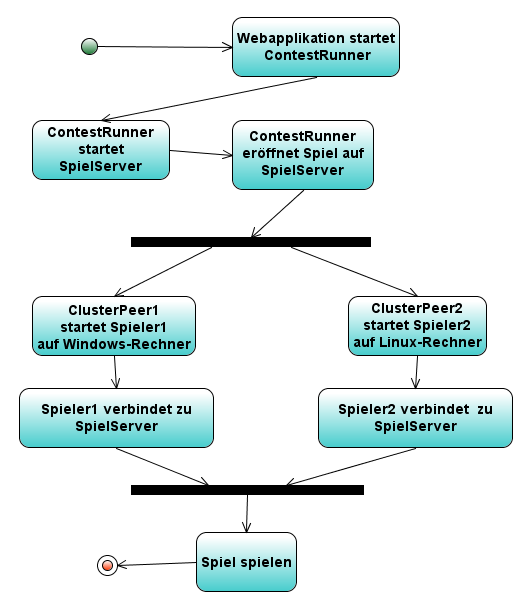 Webapplikation startet
ContestRunner
ContestRunner
startet
SpielServer
ContestRunner
eröffnet Spiel auf
SpielServer
ClusterPeer1
startet Spieler1
auf Windows-Rechner
ClusterPeer2
startet Spieler2
auf Linux-Rechner
Spieler1 verbindet zu
SpielServer
Spieler2 verbindet zu
SpielServer
Spiel spielen